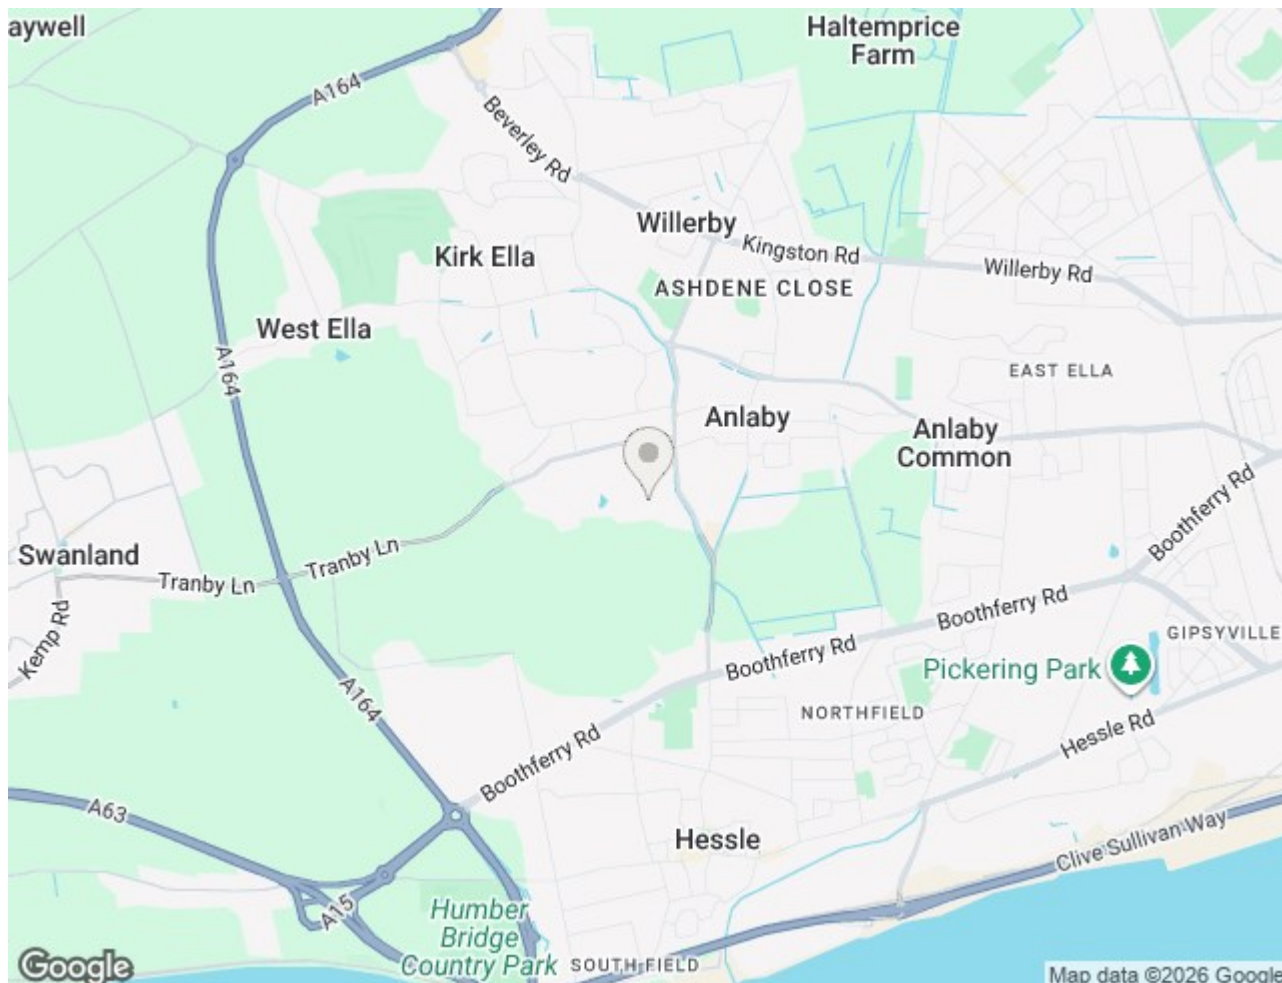 aywell
Haltemprice
Farm
A164
Beverley Rd
Willerby
Kingston Rd
Kirk Ella
Willerby Rd
ASHDENE CLOSE
West Ella
A164
EAST ELLA
Anlaby
Anlaby
Common
Boothferry Rd
Swanland
Tranby Ln
Tranby Ln
Kemp Rd
Boothferry Rd
GIPSYVILLE
Boothferry Rd
Pickering Park
A164
NORTHFIELD
Hessle Rd
Boothferry Rd
A63
Hessle
Clive Sullivan Way
A15
Humber
Bridge
Country Park
SOUTH FIELD
Google
Map data ©2026 Google